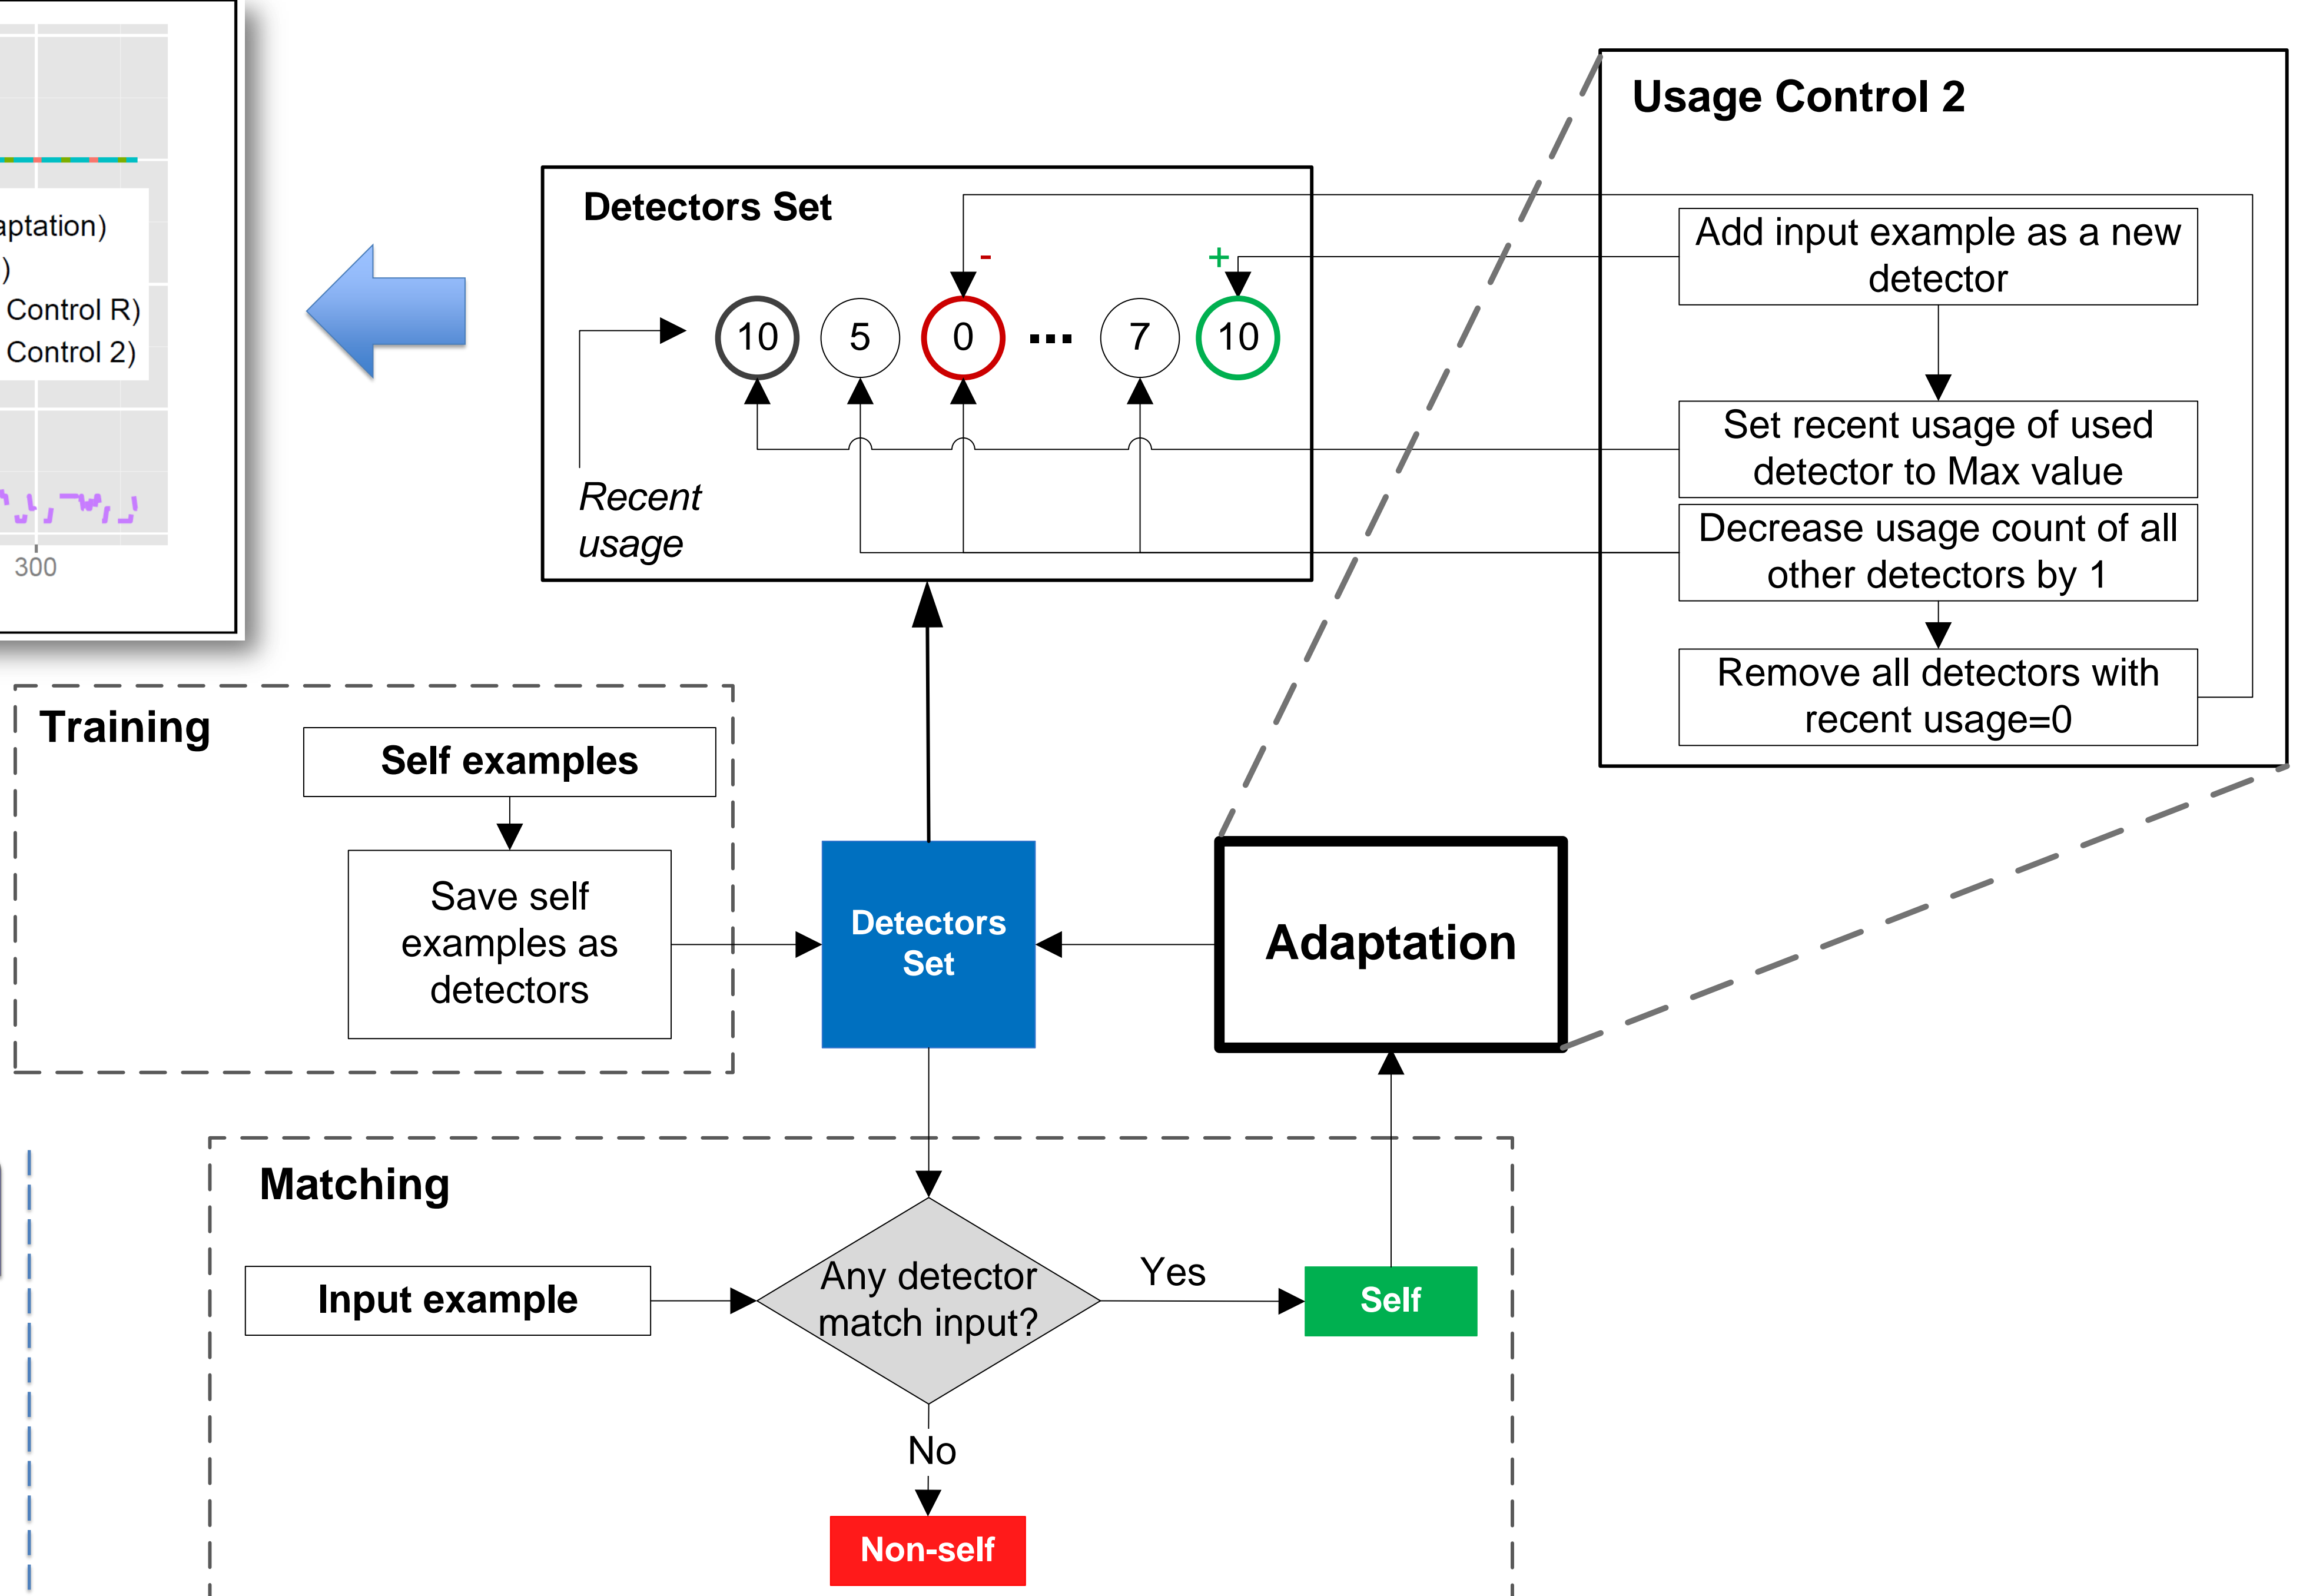 Control R)
Control 2)
300
Detectors Set
-
+
10
5
0
...
7
10
Recent
usage
Usage Control 2
Add input example as a new
detector
Set recent usage of used
detector to Max value
Decrease usage count of all
other detectors by 1
Remove all detectors with
recent usage=0
Training
Self examples
Save self
examples as
detectors
Detectors
Set
Adaptation
Matching
Input example
Any detector
match input?
Yes
Self
No
Non-self